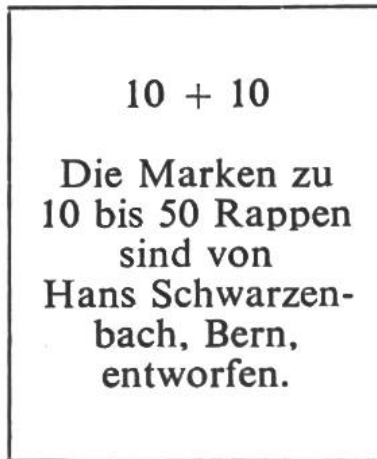 10 + 10
Die Marken zu
10 bis 50 Rappen
sind von
Hans Schwarzen-
bach, Bern,
entworfen.